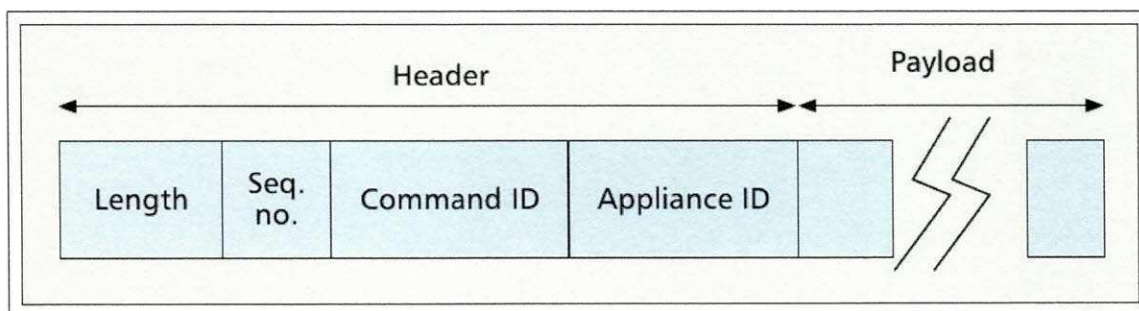 Header
Payload
Length
Seq.
no.
Command ID
Appliance ID